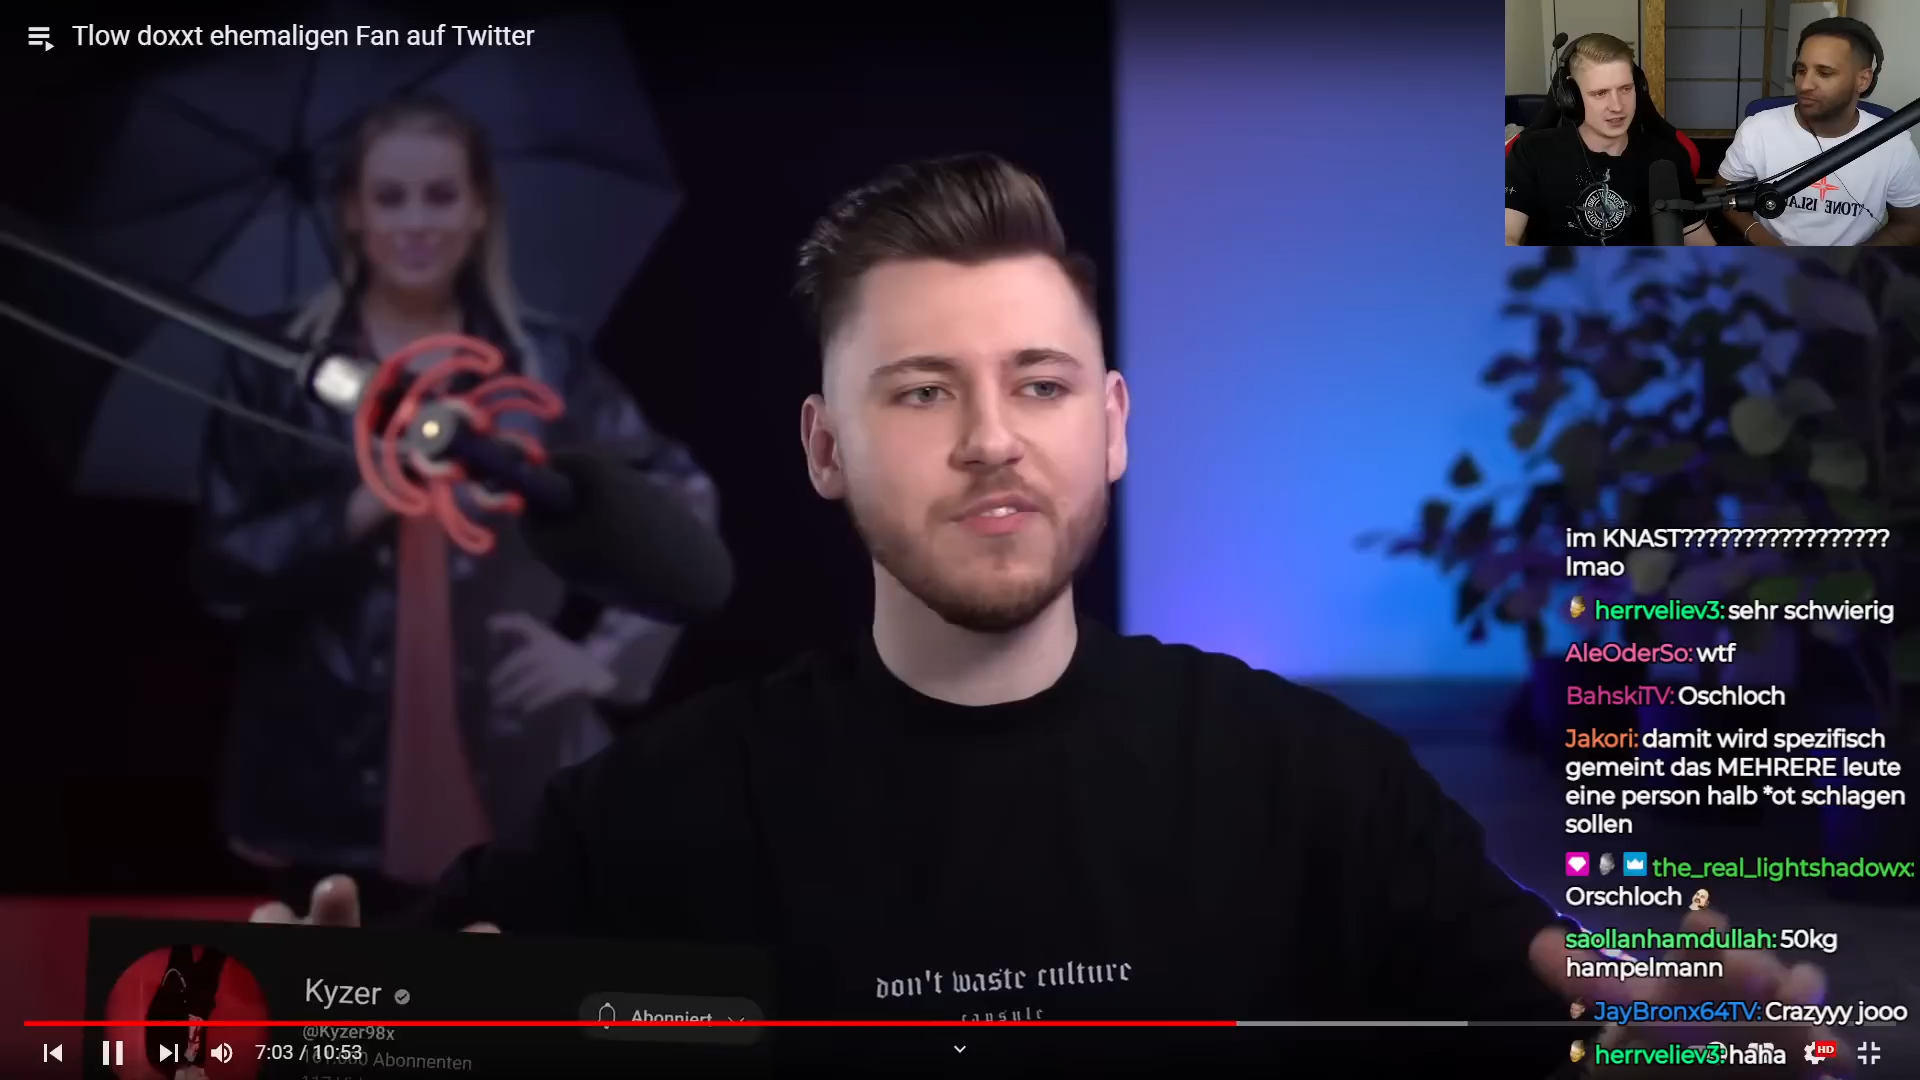 Tlow doxxt ehemaligen Fan auf Twitter
im KNAST?????????????????
lmao
herrveliev3: sehr schwierig
AleOderSo: wtf
BahskiTV: Oschloch
Jakori: damit wird spezifisch
gemeint das MEHRERE leute
eine person halb *ot schlagen
sollen
the_real_lightshadowx:
Orschloch
saollanhamdullah: 50kg
hampelmann
JayBronx64TV: Crazyyy jooo
herrveliev3: haha
don't waste culture
capsule
Kyzer
Abonniert
@Kyzer98x
Abonnenten
7:03 / 10:53
HD